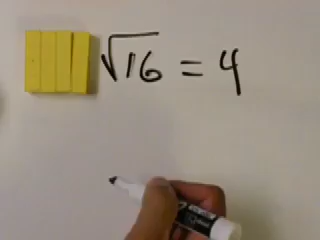 √16 = 4